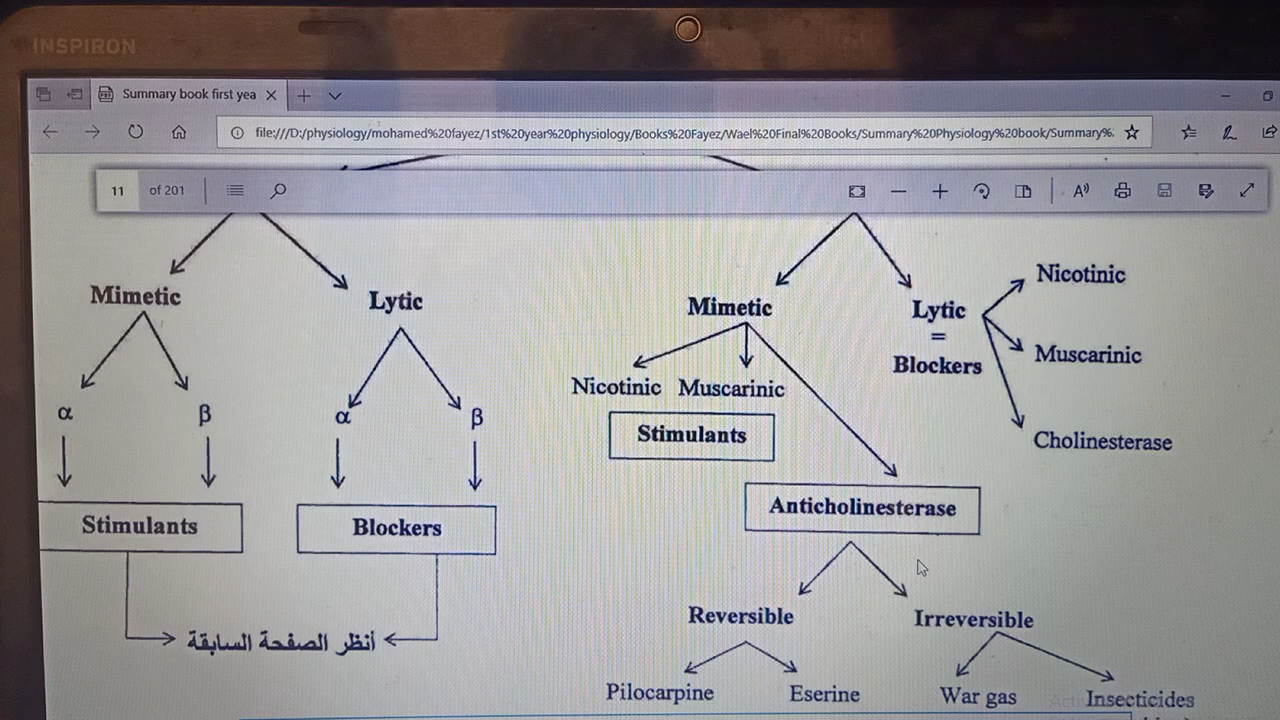 INSPIRON
Summary book first yea
file:///D:/physiology/mohamed%20fayez/1st%20year%20physiology/Books%20Fayez/Wael%20Final%20Books/Summary%20Physiology%20book/Summary%
11 of 201
Mimetic
Lytic
α
β
α
β
Stimulants
Blockers
أنظر الصفحة السابقة
Mimetic
Lytic
=
Blockers
Nicotinic
Muscarinic
Cholinesterase
Nicotinic Muscarinic
Stimulants
Anticholinesterase
Reversible
Irreversible
Pilocarpine
Eserine
War gas
Insecticides